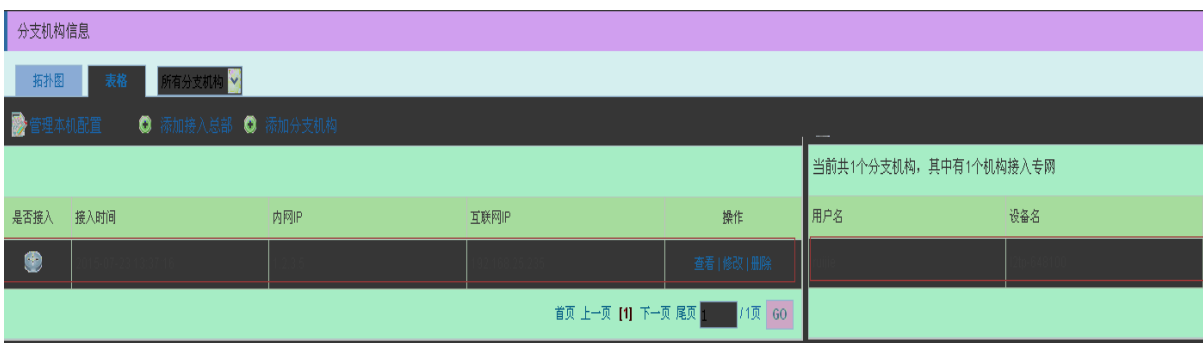 分支机构信息
拓扑图 表格 所有分支机构
管理本机配置 添加接入总部 添加分支机构
当前共1个分支机构，其中有1个机构接入专网
是否接入 接入时间 内网IP 互联网IP 操作 用户名 设备名
查看 | 修改 | 删除
首页 上一页 [1] 下一页 尾页 1 /1页 GO